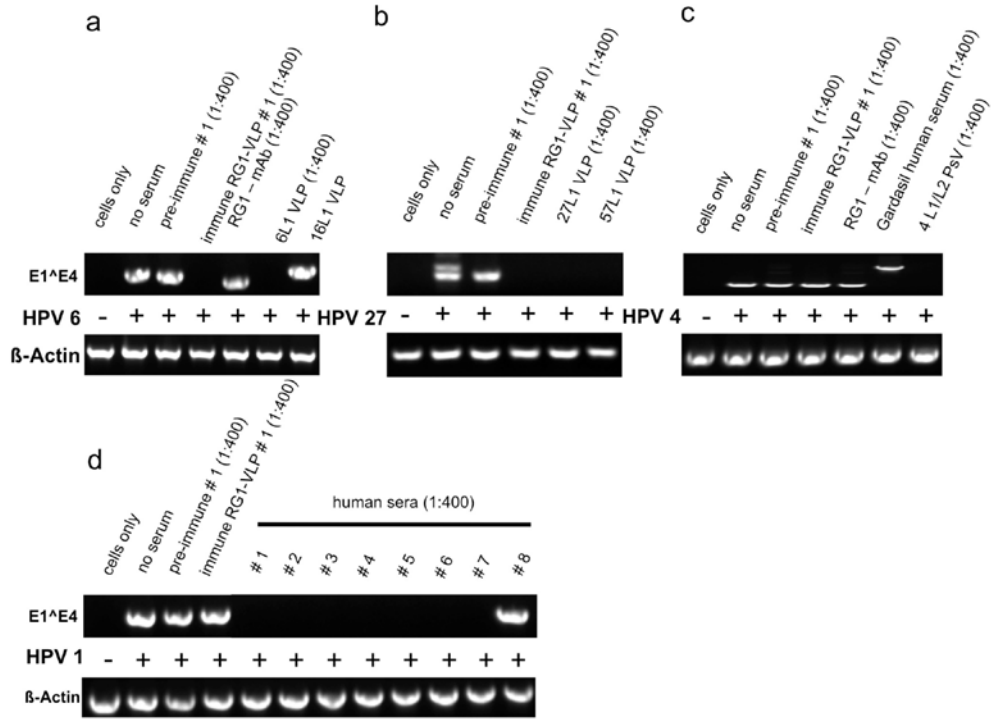 a
cells only
no serum
pre-immune # 1 (1:400)
immune RG1-VLP # 1 (1:400)
RG1 – mAb (1:400)
6L1 VLP (1:400)
16L1 VLP
E1^E4
HPV 6 - + + + + + +
ß-Actin
b
cells only
no serum
pre-immune # 1 (1:400)
immune RG1-VLP # 1 (1:400)
27L1 VLP (1:400)
57L1 VLP (1:400)
HPV 27 - + + + + +
c
cells only
no serum
pre-immune # 1 (1:400)
immune RG1-VLP # 1
RG1 – mAb (1:400)
Gardasil human serum (1:400)
4 L1/L2 PsV (1:400)
HPV 4 - + + + + + +
d
cells only
no serum
pre-immune # 1 (1:400)
immune RG1-VLP # 1 (1:400)
human sera (1:400)
# 1
# 2
# 3
# 4
# 5
# 6
# 7
# 8
E1^E4
HPV 1 - + + + + + + + + + + +
ß-Actin